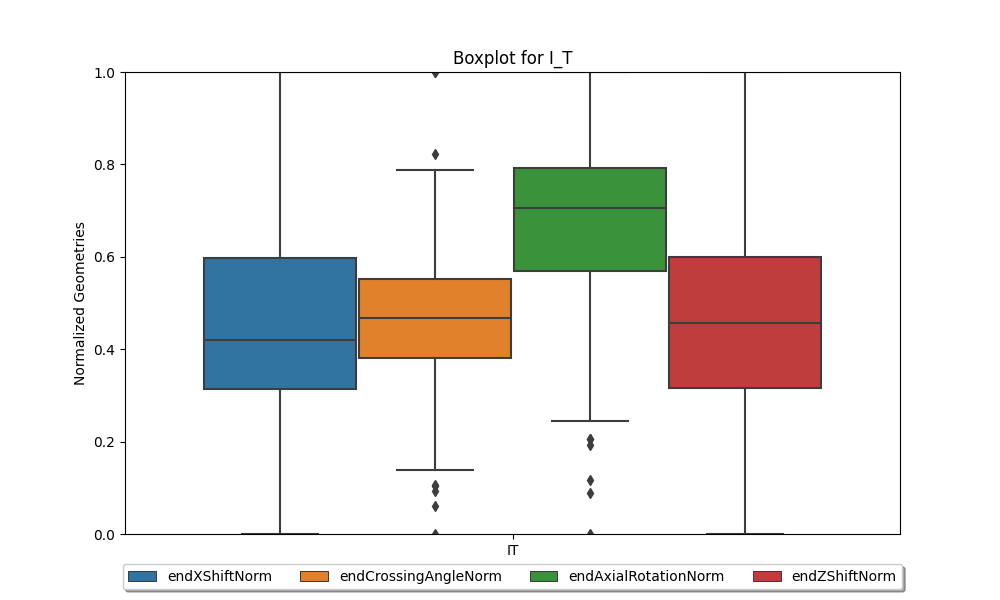 Boxplot for I_T
1.0
0.8
0.6
0.4
0.2
0.0
Normalized Geometries
IT
endXShiftNorm endCrossingAngleNorm endAxialRotationNorm endZShiftNorm